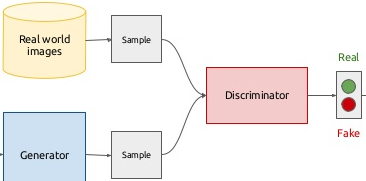 Real world
images
Sample
Real
Discriminator
Fake
Generator
Sample